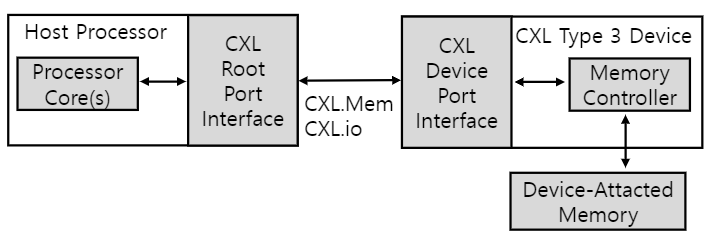 Host Processor
Processor
Core(s)
CXL
Root
Port
Interface
CXL.Mem
CXL.io
CXL
Device
Port
Interface
CXL Type 3 Device
Memory
Controller
Device-Attacted
Memory